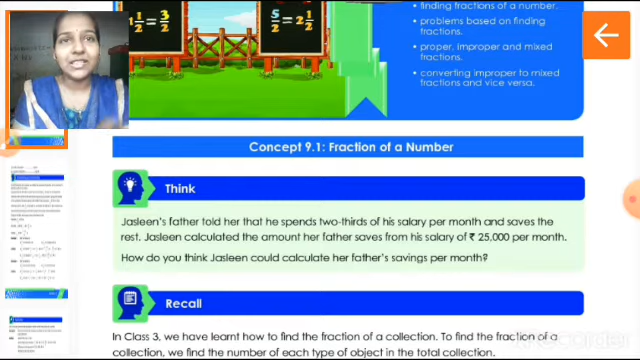 1 1/2 = 3/2
5/2 = 2 1/2
• finding fractions of a number.
• problems based on finding
fractions.
• proper, improper and mixed
fractions.
• converting improper to mixed
fractions and vice versa.
Concept 9.1: Fraction of a Number
Think
Jasleen's father told her that he spends two-thirds of his salary per month and saves the
rest. Jasleen calculated the amount her father saves from his salary of ₹ 25,000 per month.
How do you think Jasleen could calculate her father's savings per month?
Recall
In Class 3, we have learnt how to find the fraction of a collection. To find the fraction of a
collection, we find the number of each type of object in the total collection.